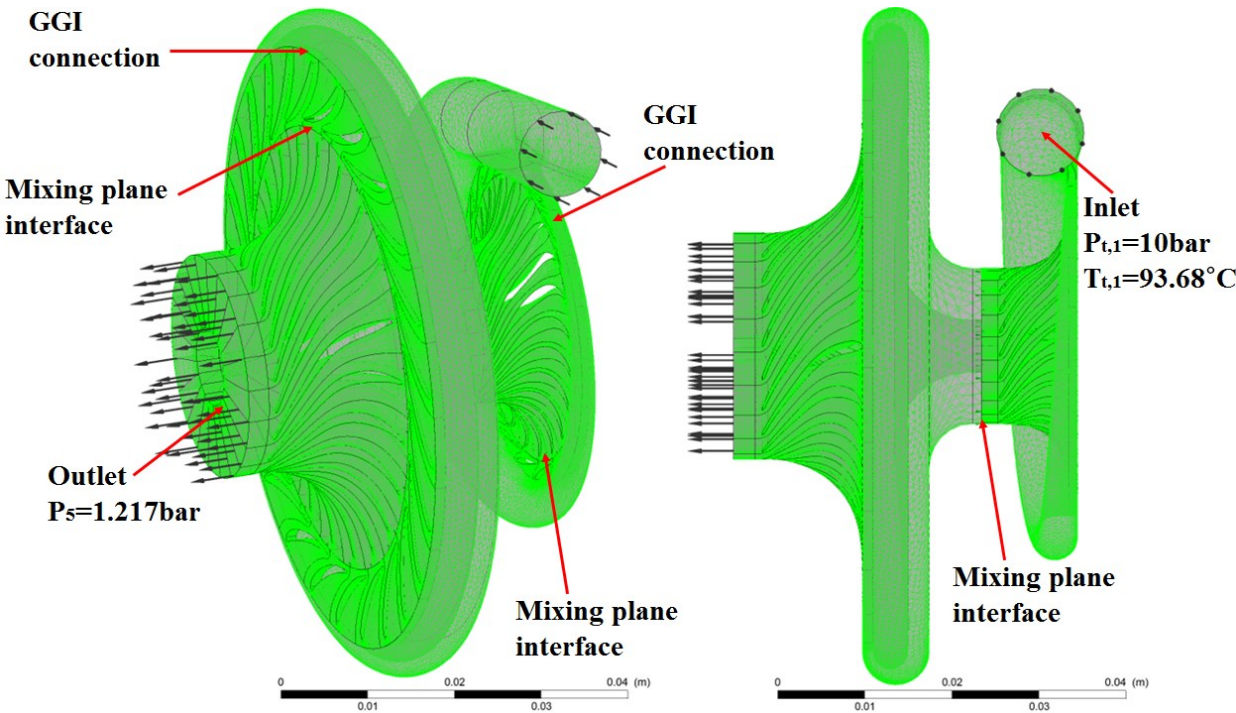 GGI
connection
Mixing plane
interface
Outlet
P5=1.217bar
GGI
connection
Mixing plane
interface
Inlet
Pt,1=10bar
Tt,1=93.68°C
Mixing plane
interface
0 0.02 0.04 (m)
0.01 0.03
0 0.02 0.04 (m)
0.01 0.03